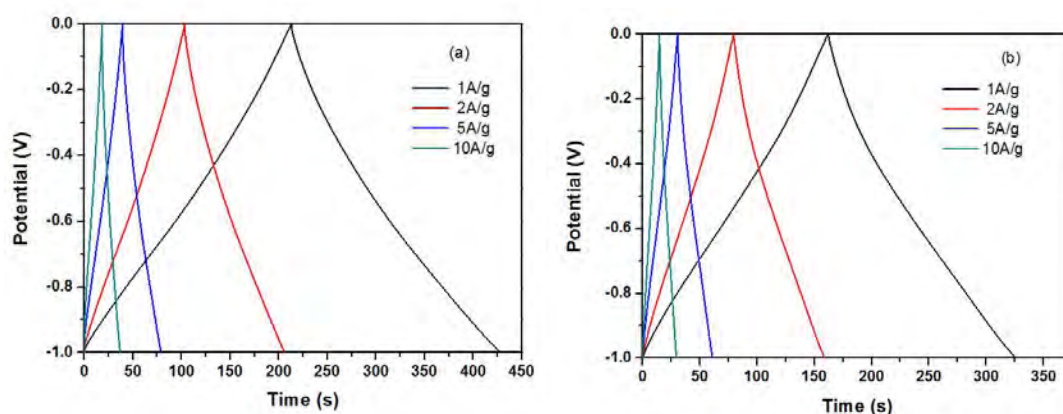 (a)
1A/g
2A/g
5A/g
10A/g
0.0
-0.2
-0.4
-0.6
-0.8
-1.0
Potential (V)
0 50 100 150 200 250 300 350 400 450
Time (s)
(b)
1A/g
2A/g
5A/g
10A/g
0.0
-0.2
-0.4
-0.6
-0.8
-1.0
Potential (V)
0 50 100 150 200 250 300 350
Time (s)